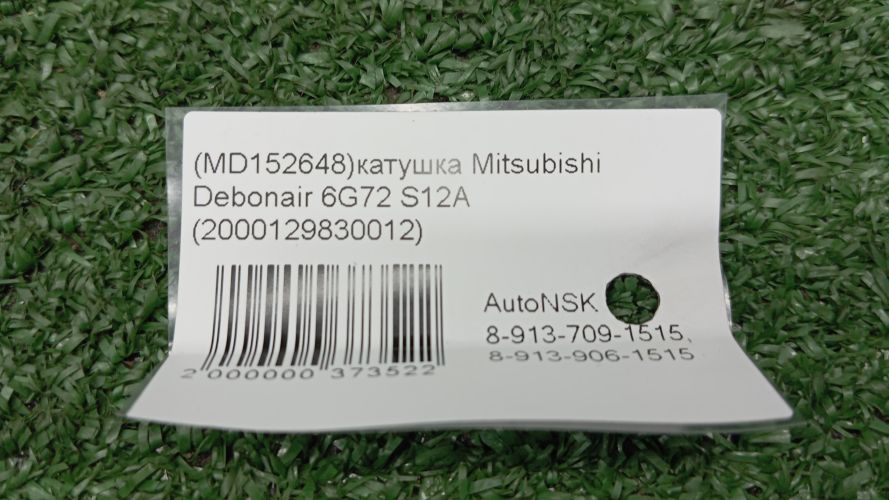 (MD152648)катушка Mitsubishi
Debonair 6G72 S12A
(2000129830012)
AutoNSK
8-913-709-1515,
8-913-906-1515
2 000000 373522